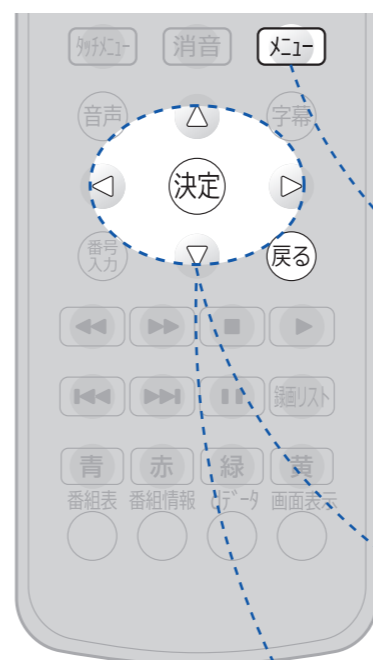 ﾀｯﾁﾒﾆｭｰ 消音 ﾒﾆｭｰ
音声 字幕
決定
番号
入力 戻る
録画リスト
青 赤 緑 黄
番組表 番組情報 dデータ 画面表示